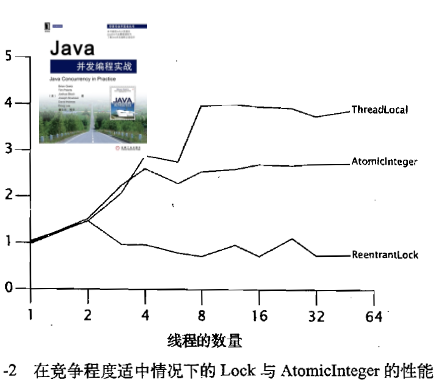 Java
并发编程实战
Java Concurrency in Practice
JAVA
5
4
3
2
1
0
ThreadLocal
AtomicInteger
ReentrantLock
1
2
4
8
16
32
64
线程的数量
-2 在竞争程度适中情况下的 Lock 与 AtomicInteger 的性能